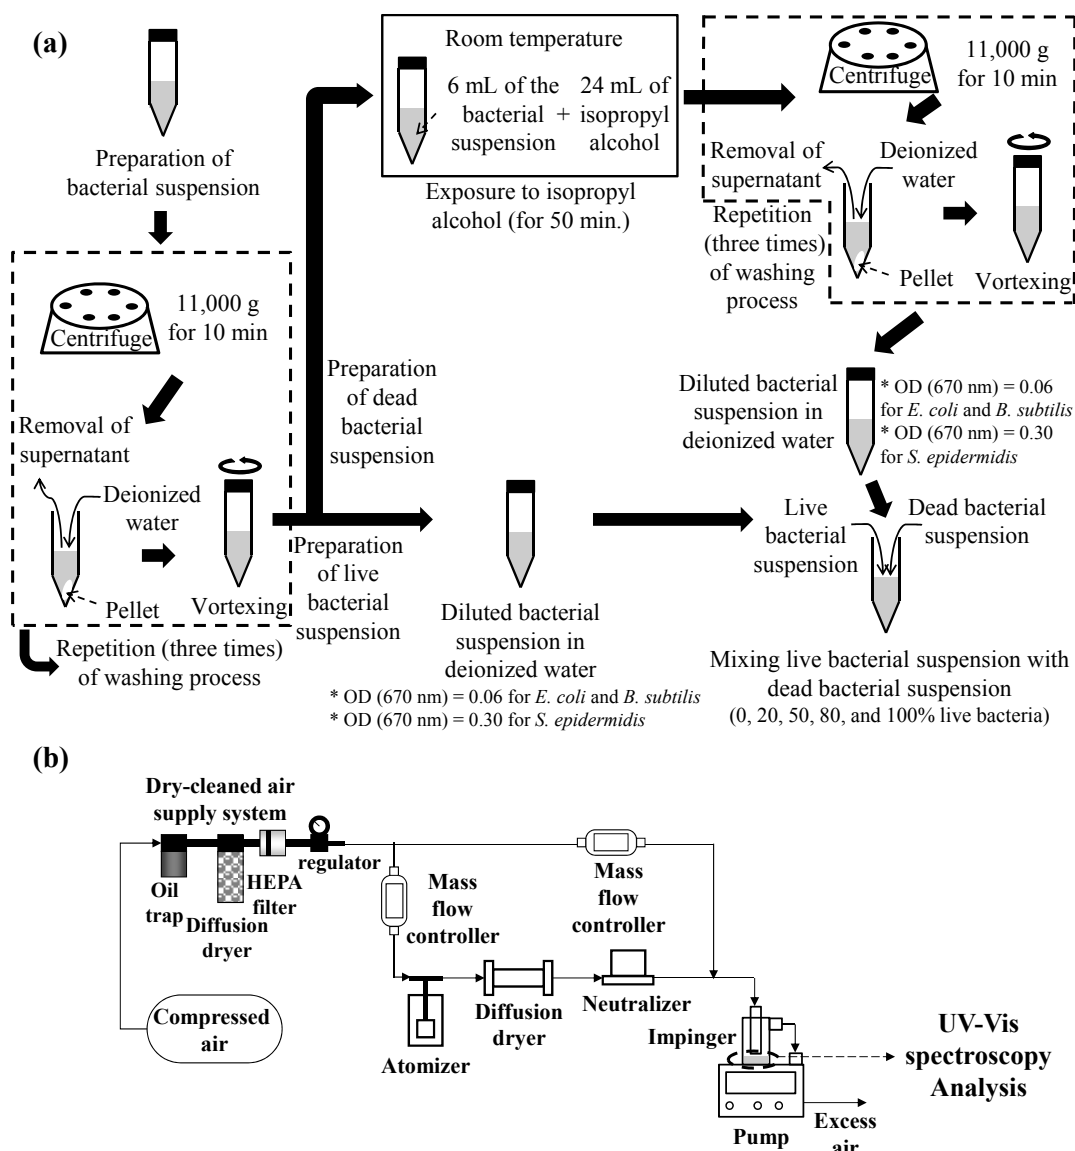 (a)
Preparation of
bacterial suspension
Centrifuge
11,000 g
for 10 min
Removal of
supernatant
Deionized
water
Pellet
Vortexing
Repetition (three times)
of washing process
Preparation
of dead
bacterial
suspension
Room temperature
6 mL of the
bacterial
suspension
+
24 mL of
isopropyl
alcohol
Exposure to isopropyl
alcohol (for 50 min.)
Centrifuge
11,000 g
for 10 min
Removal of
supernatant
Deionized
water
Repetition
(three times)
of washing
process
Pellet
Vortexing
Diluted bacterial
suspension in
deionized water
* OD (670 nm) = 0.06
for E. coli and B. subtilis
* OD (670 nm) = 0.30
for S. epidermidis
Preparation
of live
bacterial
suspension
Diluted bacterial
suspension in
deionized water
* OD (670 nm) = 0.06 for E. coli and B. subtilis
* OD (670 nm) = 0.30 for S. epidermidis
Live
bacterial
suspension
Dead bacterial
suspension
Mixing live bacterial suspension with
dead bacterial suspension
(0, 20, 50, 80, and 100% live bacteria)
(b)
Dry-cleaned air
supply system
Oil
trap
Diffusion
dryer
HEPA
filter
regulator
Mass
flow
controller
Mass
flow
controller
Compressed
air
Atomizer
Diffusion
dryer
Neutralizer
Impinger
Pump
Excess
air
UV-Vis
spectroscopy
Analysis